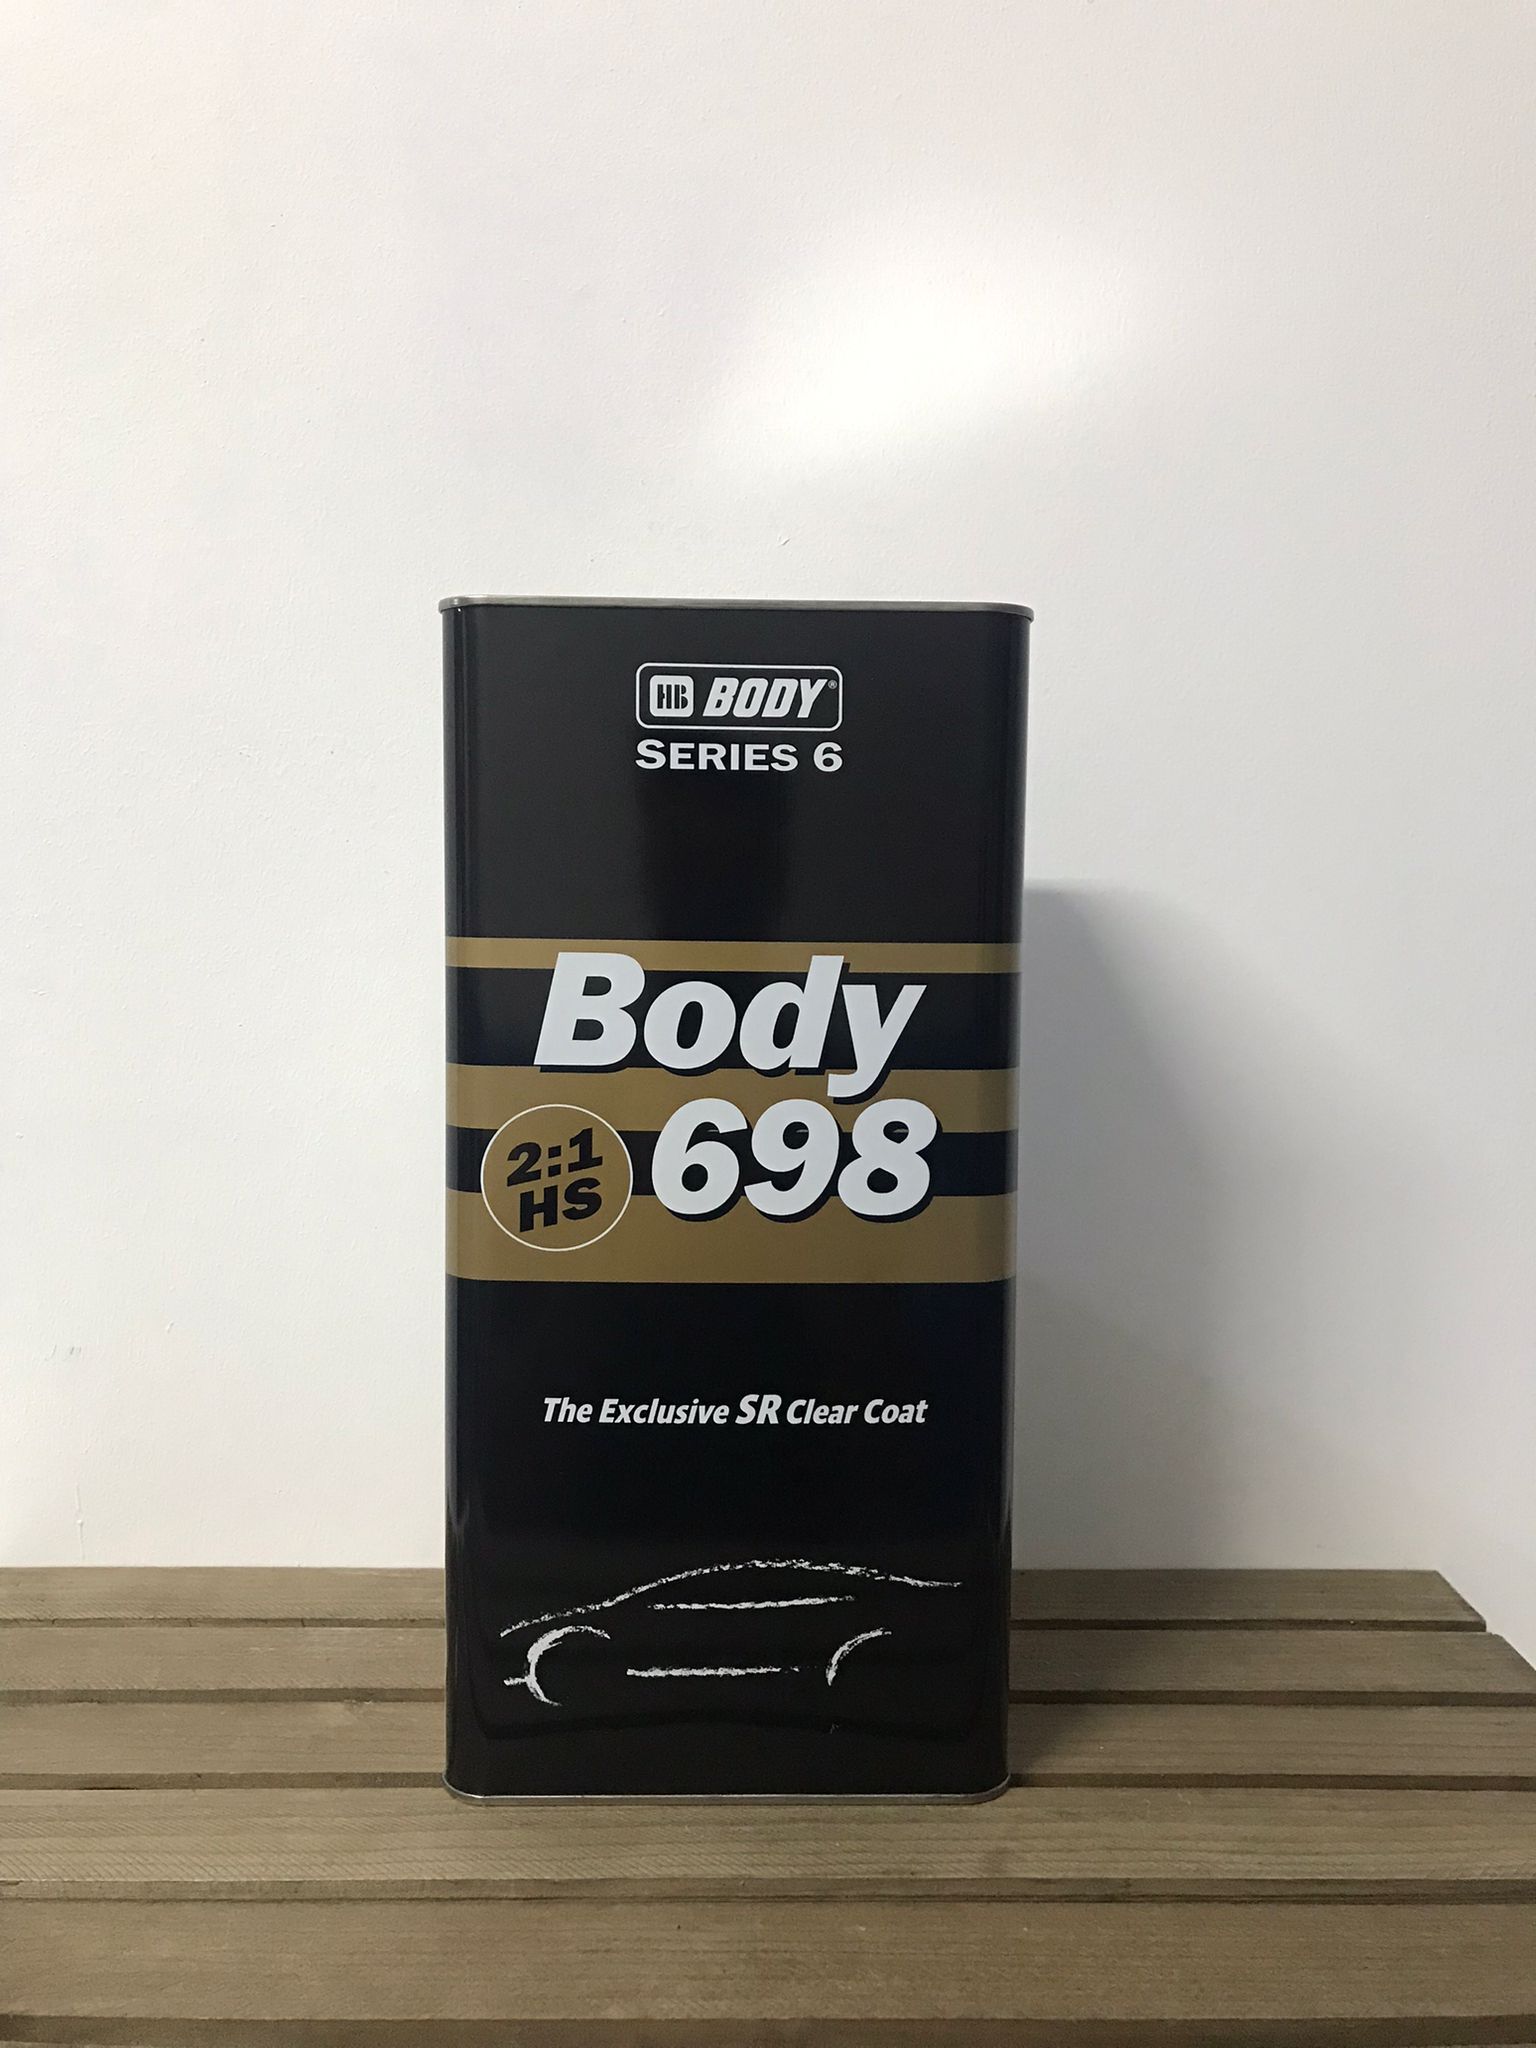 HB BODY®
SERIES 6
Body
698
2:1
HS
The Exclusive SR Clear Coat